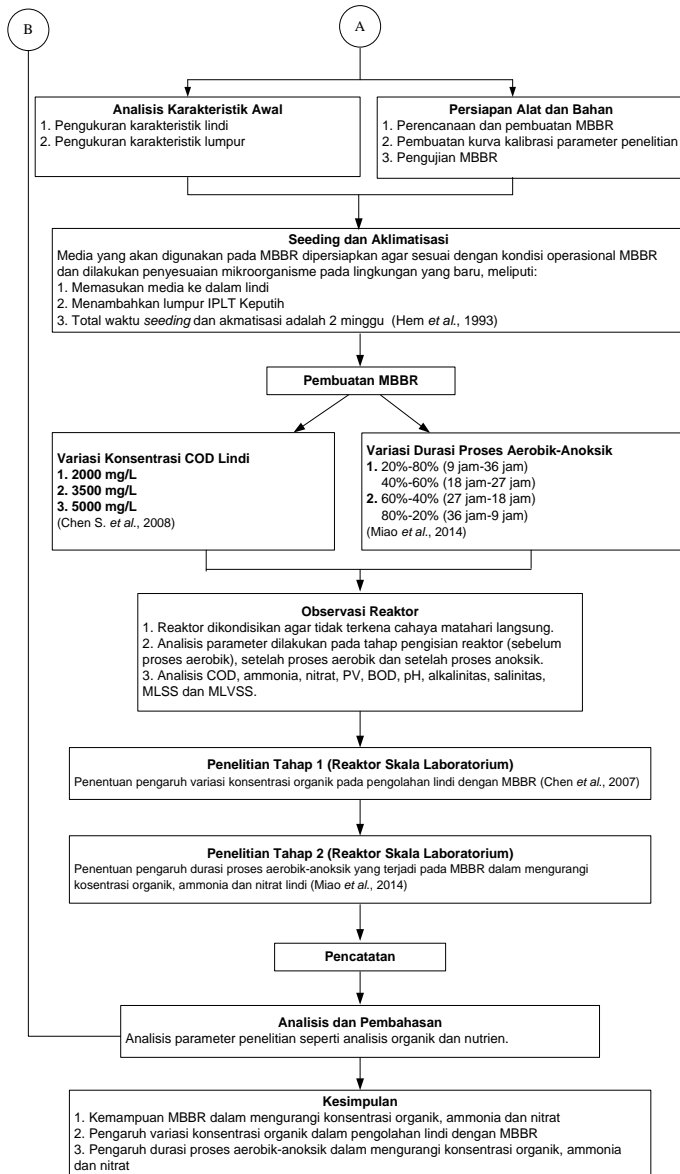 B
A
Analisis Karakteristik Awal
1. Pengukuran karakteristik lindi
2. Pengukuran karakteristik lumpur
Persiapan Alat dan Bahan
1. Perencanaan dan pembuatan MBBR
2. Pembuatan kurva kalibrasi parameter penelitian
3. Pengujian MBBR
Seeding dan Aklimatisasi
Media yang akan digunakan pada MBBR dipersiapkan agar sesuai dengan kondisi operasional MBBR
dan dilakukan penyesuaian mikroorganisme pada lingkungan yang baru, meliputi:
1. Memasukan media ke dalam lindi
2. Menambahkan lumpur IPLT Keputih
3. Total waktu seeding dan akmatisasi adalah 2 minggu (Hem et al., 1993)
Pembuatan MBBR
Variasi Konsentrasi COD Lindi
1. 2000 mg/L
2. 3500 mg/L
3. 5000 mg/L
(Chen S. et al., 2008)
Variasi Durasi Proses Aerobik-Anoksik
1. 20%-80% (9 jam-36 jam)
40%-60% (18 jam-27 jam)
2. 60%-40% (27 jam-18 jam)
80%-20% (36 jam-9 jam)
(Miao et al., 2014)
Observasi Reaktor
1. Reaktor dikondisikan agar tidak terkena cahaya matahari langsung.
2. Analisis parameter dilakukan pada tahap pengisian reaktor (sebelum
proses aerobik), setelah proses aerobik dan setelah proses anoksik.
3. Analisis COD, ammonia, nitrat, PV, BOD, pH, alkalinitas, salinitas,
MLSS dan MLVSS.
Penelitian Tahap 1 (Reaktor Skala Laboratorium)
Penentuan pengaruh variasi konsentrasi organik pada pengolahan lindi dengan MBBR (Chen et al., 2007)
Penelitian Tahap 2 (Reaktor Skala Laboratorium)
Penentuan pengaruh durasi proses aerobik-anoksik yang terjadi pada MBBR dalam mengurangi
kosentrasi organik, ammonia dan nitrat lindi (Miao et al., 2014)
Pencatatan
Analisis dan Pembahasan
Analisis parameter penelitian seperti analisis organik dan nutrien.
Kesimpulan
1. Kemampuan MBBR dalam mengurangi konsentrasi organik, ammonia dan nitrat
2. Pengaruh variasi konsentrasi organik dalam pengolahan lindi dengan MBBR
3. Pengaruh durasi proses aerobik-anoksik dalam mengurangi konsentrasi organik, ammonia
dan nitrat